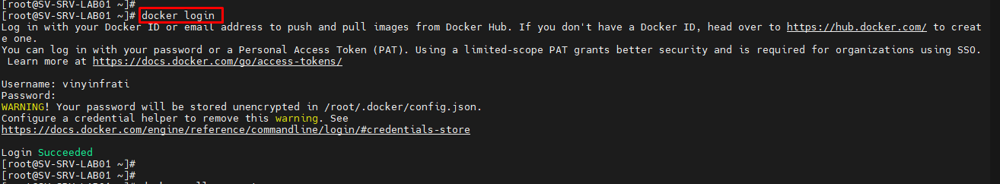 [root@SV-SRV-LAB01 ~]#
[root@SV-SRV-LAB01 ~]# docker login
Log in with your Docker ID or email address to push and pull images from Docker Hub. If you don't have a Docker ID, head over to https://hub.docker.com/ to creat
e one.
You can log in with your password or a Personal Access Token (PAT). Using a limited-scope PAT grants better security and is required for organizations using SSO.
 Learn more at https://docs.docker.com/go/access-tokens/

Username: vinyinfrati
Password:
WARNING! Your password will be stored unencrypted in /root/.docker/config.json.
Configure a credential helper to remove this warning. See
https://docs.docker.com/engine/reference/commandline/login/#credentials-store

Login Succeeded
[root@SV-SRV-LAB01 ~]#
[root@SV-SRV-LAB01 ~]#